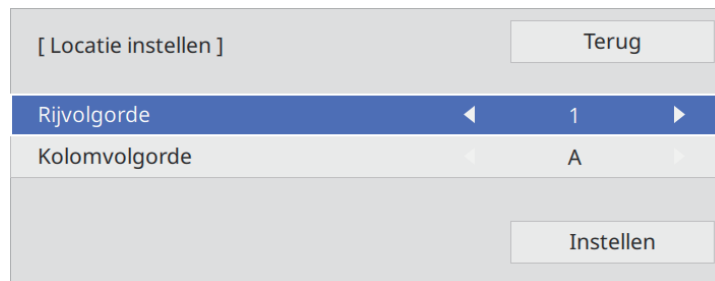 [ Locatie instellen ]
Terug
Rijvolgorde 1
Kolomvolgorde A
Instellen